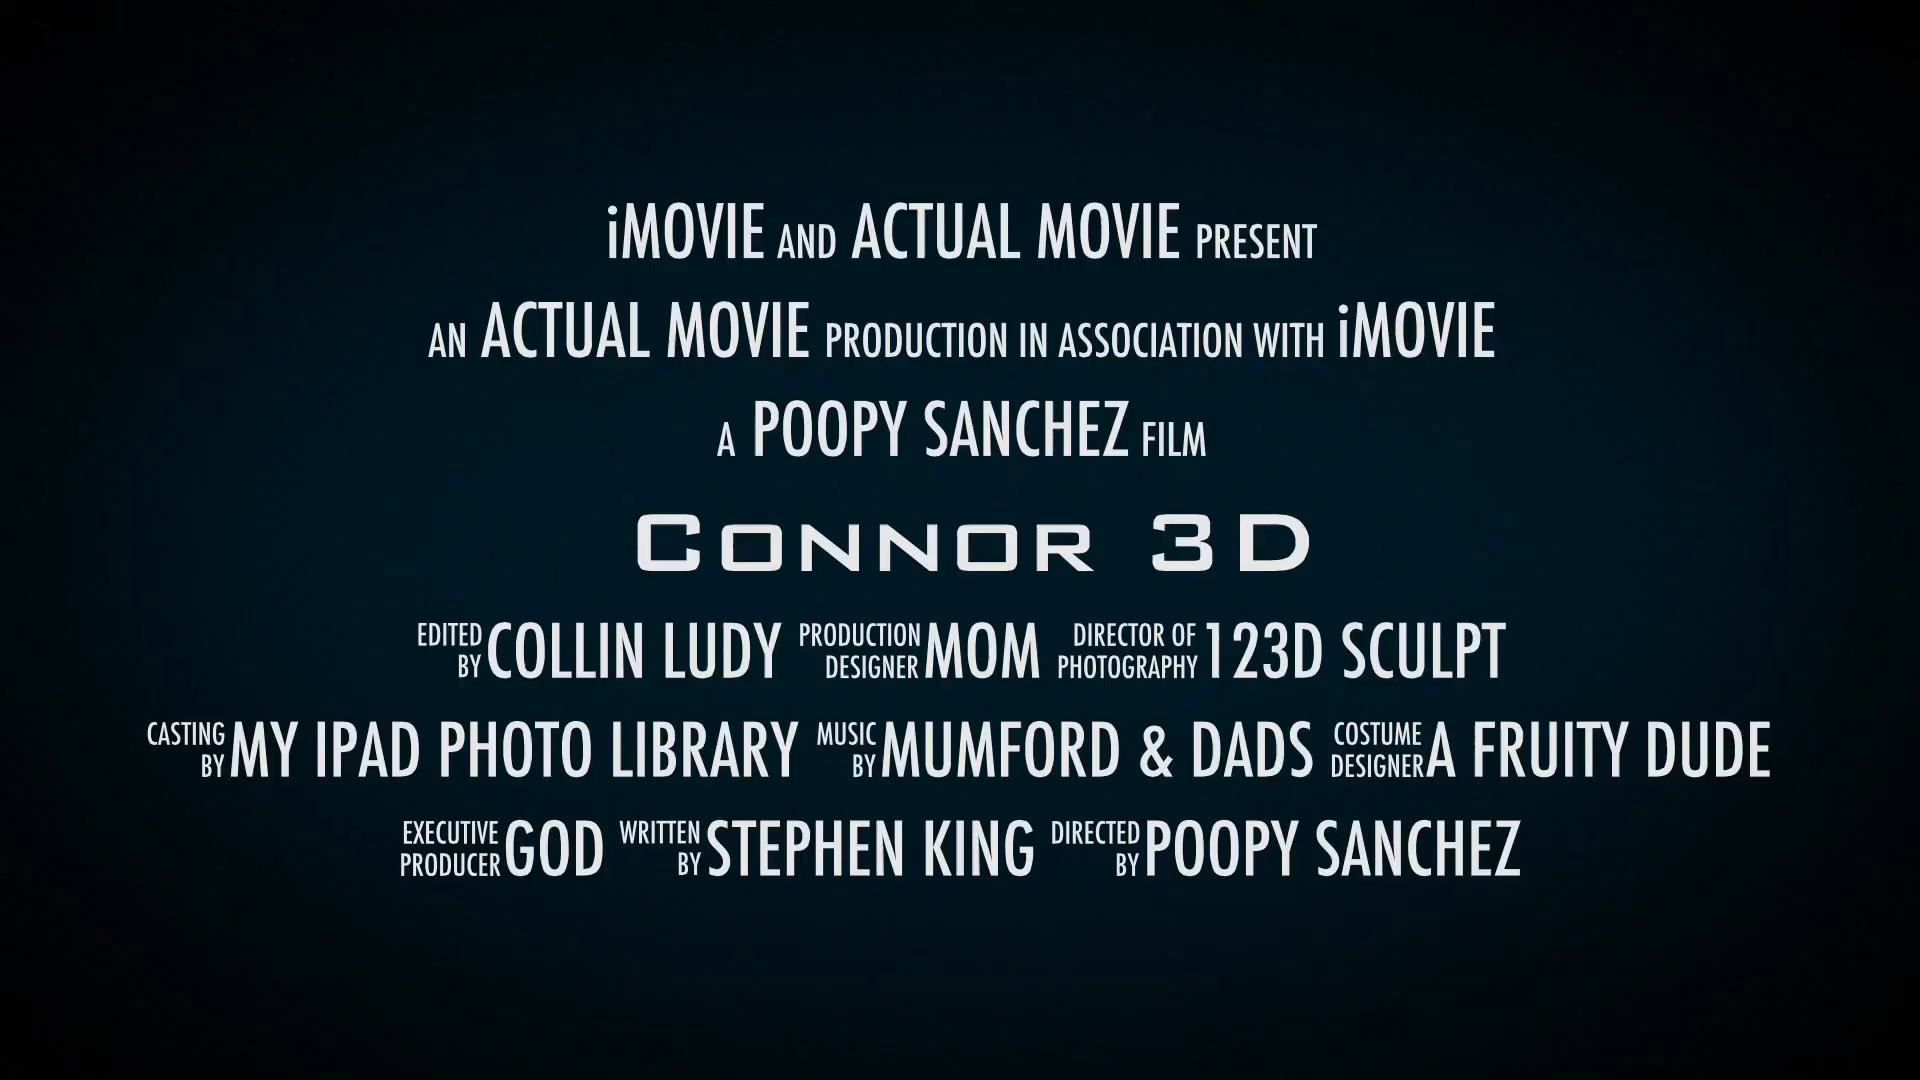 iMOVIE AND ACTUAL MOVIE PRESENT
AN ACTUAL MOVIE PRODUCTION IN ASSOCIATION WITH iMOVIE
A POOPY SANCHEZ FILM
CONNOR 3D
EDITED BY COLLIN LUDY PRODUCTION DESIGNER MOM DIRECTOR OF PHOTOGRAPHY 123D SCULPT
CASTING BY MY IPAD PHOTO LIBRARY MUSIC BY MUMFORD & DADS COSTUME DESIGNER A FRUITY DUDE
EXECUTIVE PRODUCER GOD WRITTEN BY STEPHEN KING DIRECTED BY POOPY SANCHEZ